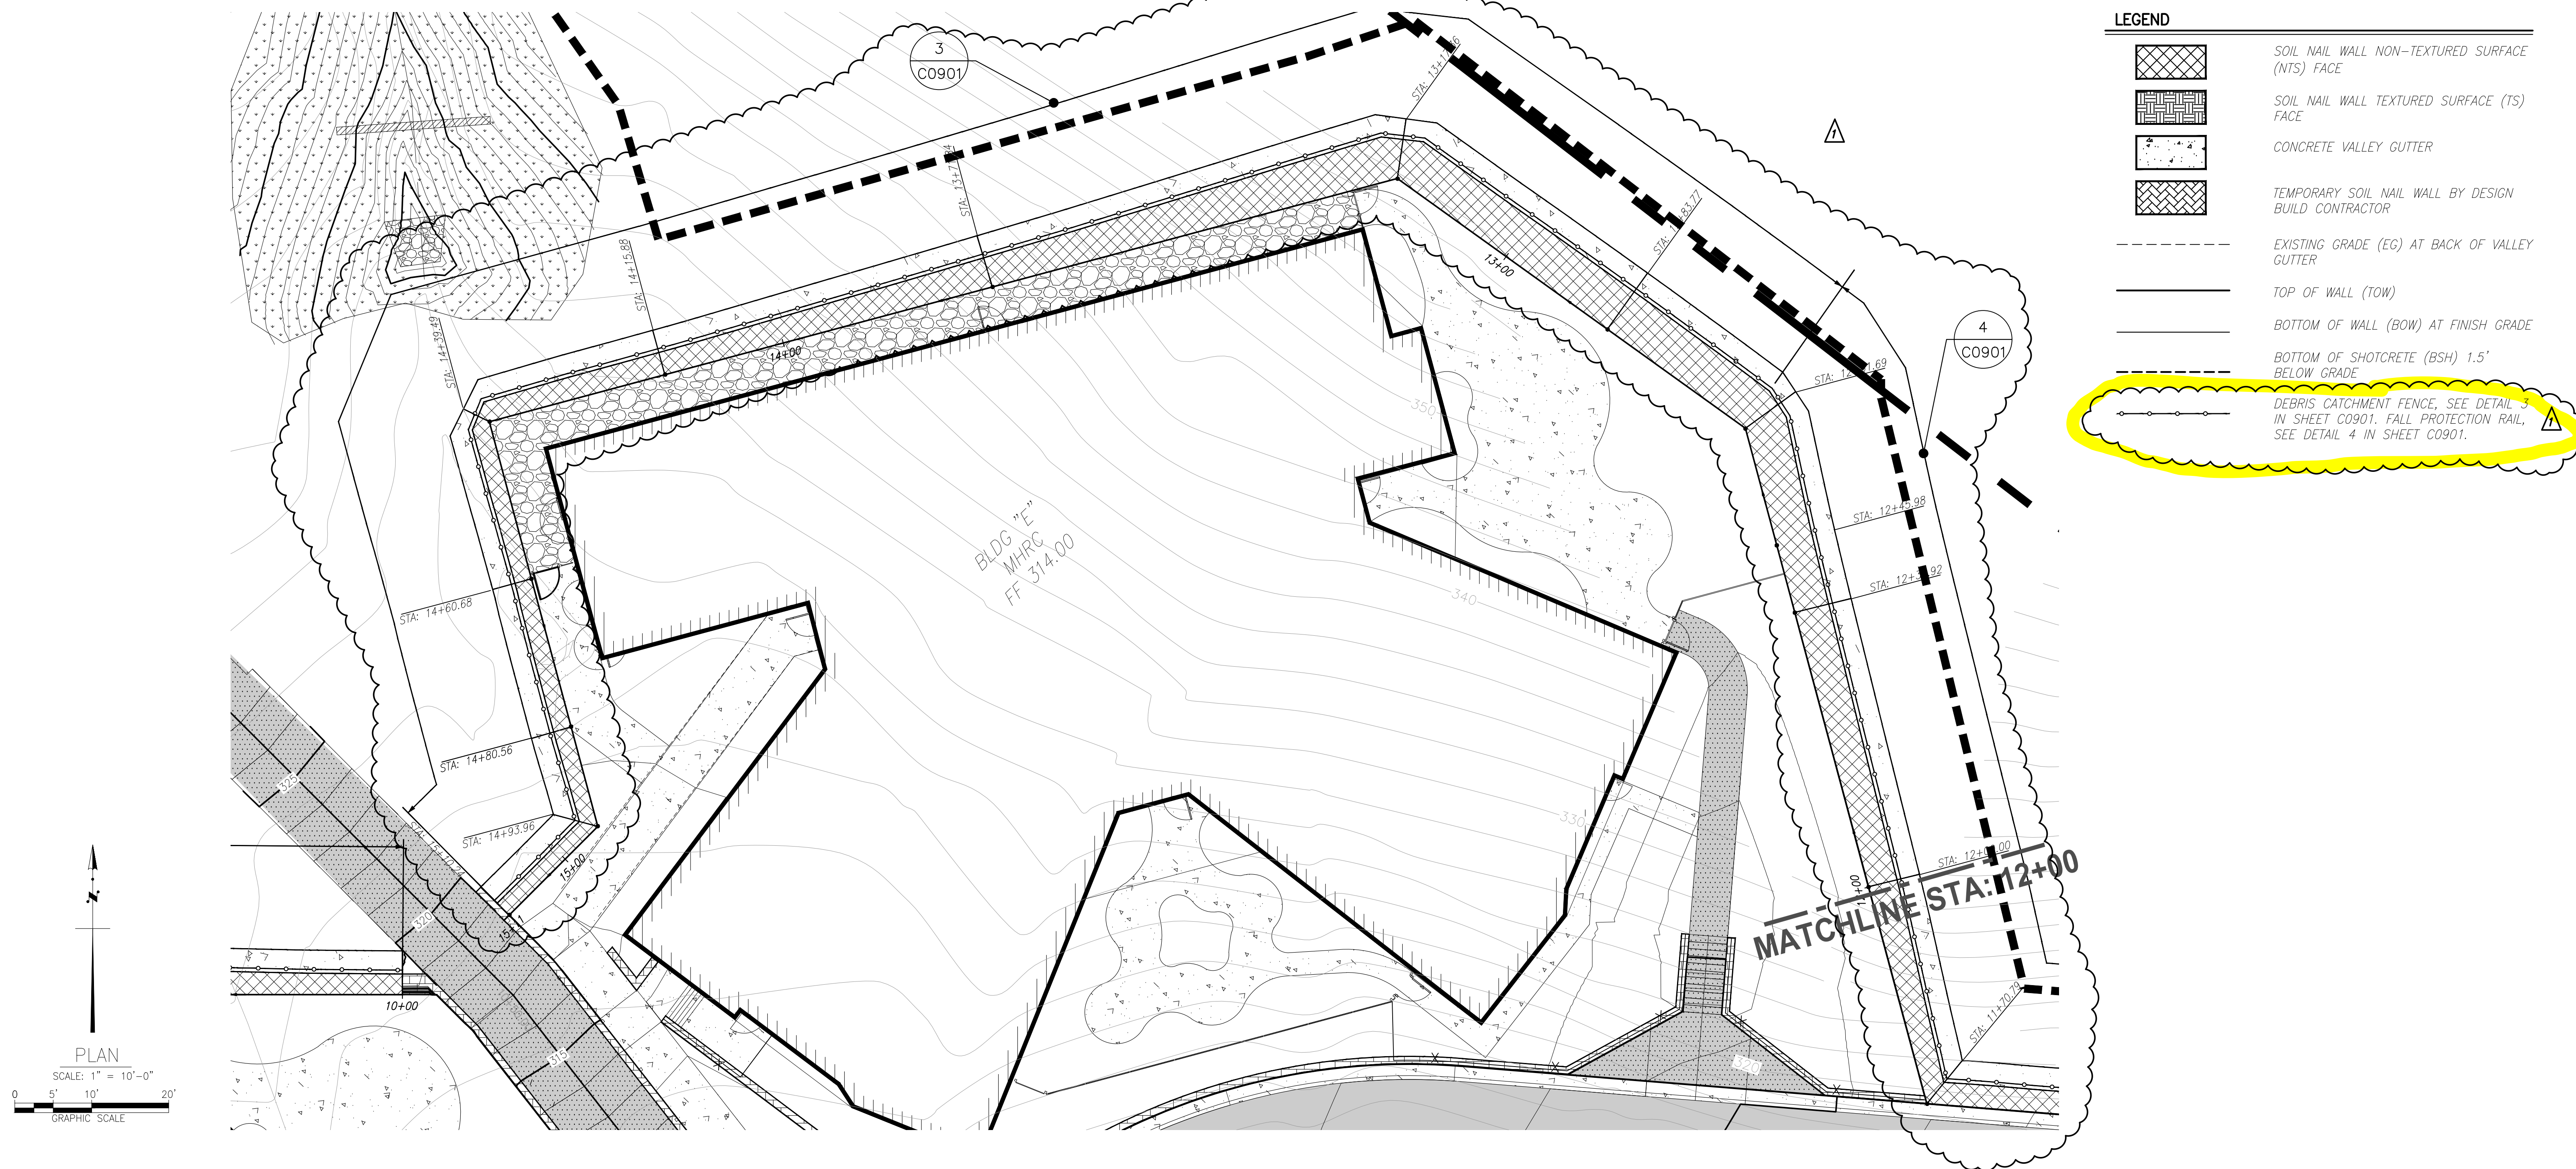 LEGEND
SOIL NAIL WALL NON-TEXTURED SURFACE
(NTS) FACE
SOIL NAIL WALL TEXTURED SURFACE (TS)
FACE
CONCRETE VALLEY GUTTER
TEMPORARY SOIL NAIL WALL BY DESIGN
BUILD CONTRACTOR
EXISTING GRADE (EG) AT BACK OF VALLEY
GUTTER
TOP OF WALL (TOW)
BOTTOM OF WALL (BOW) AT FINISH GRADE
BOTTOM OF SHOTCRETE (BSH) 1.5'
BELOW GRADE
DEBRIS CATCHMENT FENCE, SEE DETAIL 3
IN SHEET C0901. FALL PROTECTION RAIL,
SEE DETAIL 4 IN SHEET C0901.
1
3
C0901
1
4
C0901
STA: 14+15.88
STA: 14+39.49
STA: 14+60.68
STA: 14+80.56
STA: 14+93.96
STA: 12+45.98
STA: 11+70.79
13+00
14+00
15+00
15+11
10+00
350
340
330
320
325
320
315
BLDG "E"
MHRC
FF 314.00
MATCHLINE STA: 12+00
N
PLAN
SCALE: 1" = 10'-0"
0 5' 10' 20'
GRAPHIC SCALE